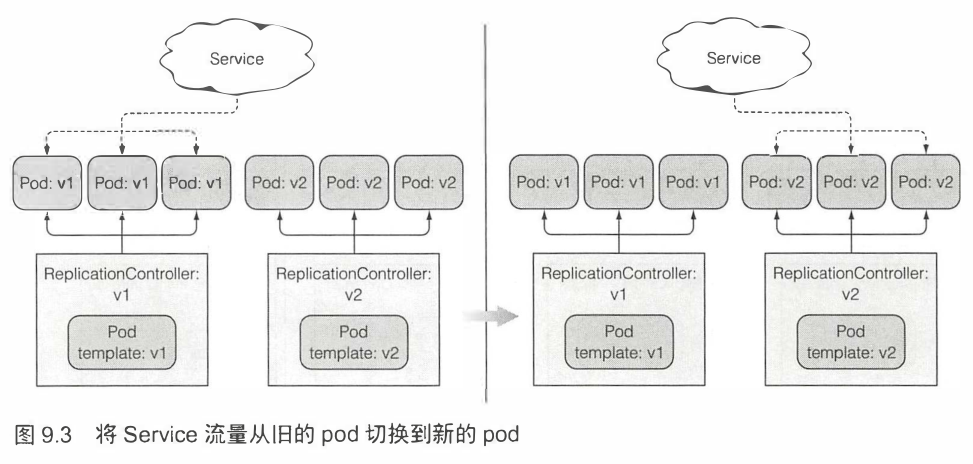 Service
Pod: v1 Pod: v1 Pod: v1 Pod: v2 Pod: v2 Pod: v2
ReplicationController:
v1
Pod
template: v1
ReplicationController:
v2
Pod
template: v2
Service
Pod: v1 Pod: v1 Pod: v1 Pod: v2 Pod: v2 Pod: v2
ReplicationController:
v1
Pod
template: v1
ReplicationController:
v2
Pod
template: v2
图 9.3 将 Service 流量从旧的 pod 切换到新的 pod